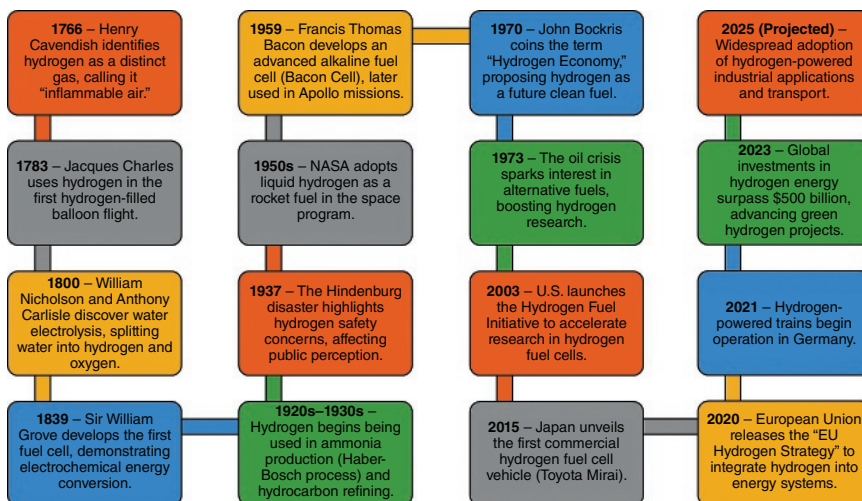 1766 – Henry
Cavendish identifies
hydrogen as a distinct
gas, calling it
“inflammable air.”
1783 – Jacques Charles
uses hydrogen in the
first hydrogen-filled
balloon flight.
1800 – William
Nicholson and Anthony
Carlisle discover water
electrolysis, splitting
water into hydrogen and
oxygen.
1839 – Sir William
Grove develops the first
fuel cell, demonstrating
electrochemical energy
conversion.
1920s–1930s –
Hydrogen begins being
used in ammonia
production (Haber-
Bosch process) and
hydrocarbon refining.
1937 – The Hindenburg
disaster highlights
hydrogen safety
concerns, affecting
public perception.
1950s – NASA adopts
liquid hydrogen as a
rocket fuel in the space
program.
1959 – Francis Thomas
Bacon develops an
advanced alkaline fuel
cell (Bacon Cell), later
used in Apollo missions.
1970 – John Bockris
coins the term
“Hydrogen Economy,”
proposing hydrogen as
a future clean fuel.
1973 – The oil crisis
sparks interest in
alternative fuels,
boosting hydrogen
research.
2003 – U.S. launches
the Hydrogen Fuel
Initiative to accelerate
research in hydrogen
fuel cells.
2015 – Japan unveils
the first commercial
hydrogen fuel cell
vehicle (Toyota Mirai).
2020 – European Union
releases the “EU
Hydrogen Strategy” to
integrate hydrogen into
energy systems.
2021 – Hydrogen-
powered trains begin
operation in Germany.
2023 – Global
investments in
hydrogen energy
surpass $500 billion,
advancing green
hydrogen projects.
2025 (Projected) –
Widespread adoption
of hydrogen-powered
industrial applications
and transport.